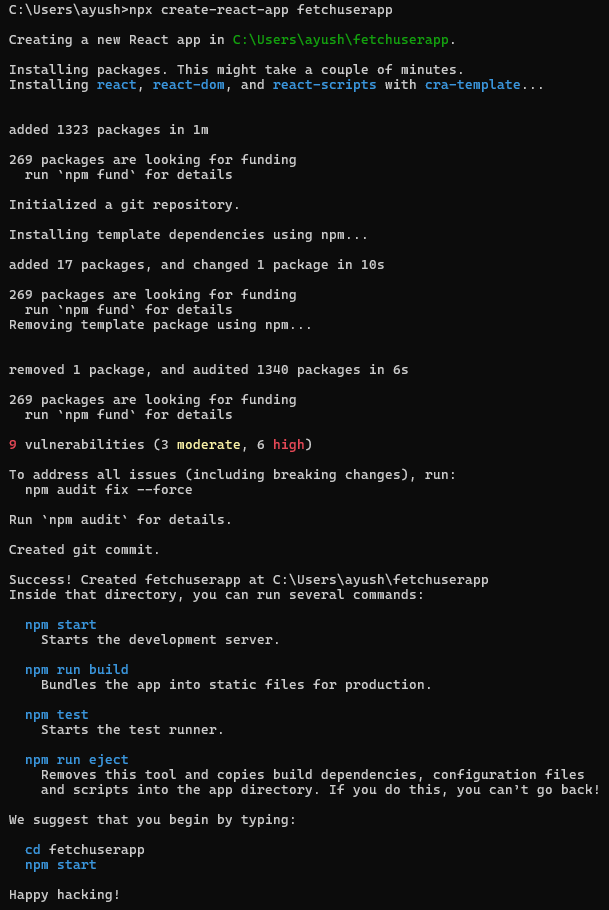 C:\Users\ayush>npx create-react-app fetchuserapp
Creating a new React app in C:\Users\ayush\fetchuserapp.
Installing packages. This might take a couple of minutes.
Installing react, react-dom, and react-scripts with cra-template...
added 1323 packages in 1m
269 packages are looking for funding
  run `npm fund` for details
Initialized a git repository.
Installing template dependencies using npm...
added 17 packages, and changed 1 package in 10s
269 packages are looking for funding
  run `npm fund` for details
Removing template package using npm...
removed 1 package, and audited 1340 packages in 6s
269 packages are looking for funding
  run `npm fund` for details
9 vulnerabilities (3 moderate, 6 high)
To address all issues (including breaking changes), run:
  npm audit fix --force
Run `npm audit` for details.
Created git commit.
Success! Created fetchuserapp at C:\Users\ayush\fetchuserapp
Inside that directory, you can run several commands:
  npm start
    Starts the development server.
  npm run build
    Bundles the app into static files for production.
  npm test
    Starts the test runner.
  npm run eject
    Removes this tool and copies build dependencies, configuration files
    and scripts into the app directory. If you do this, you can’t go back!
We suggest that you begin by typing:
  cd fetchuserapp
  npm start
Happy hacking!